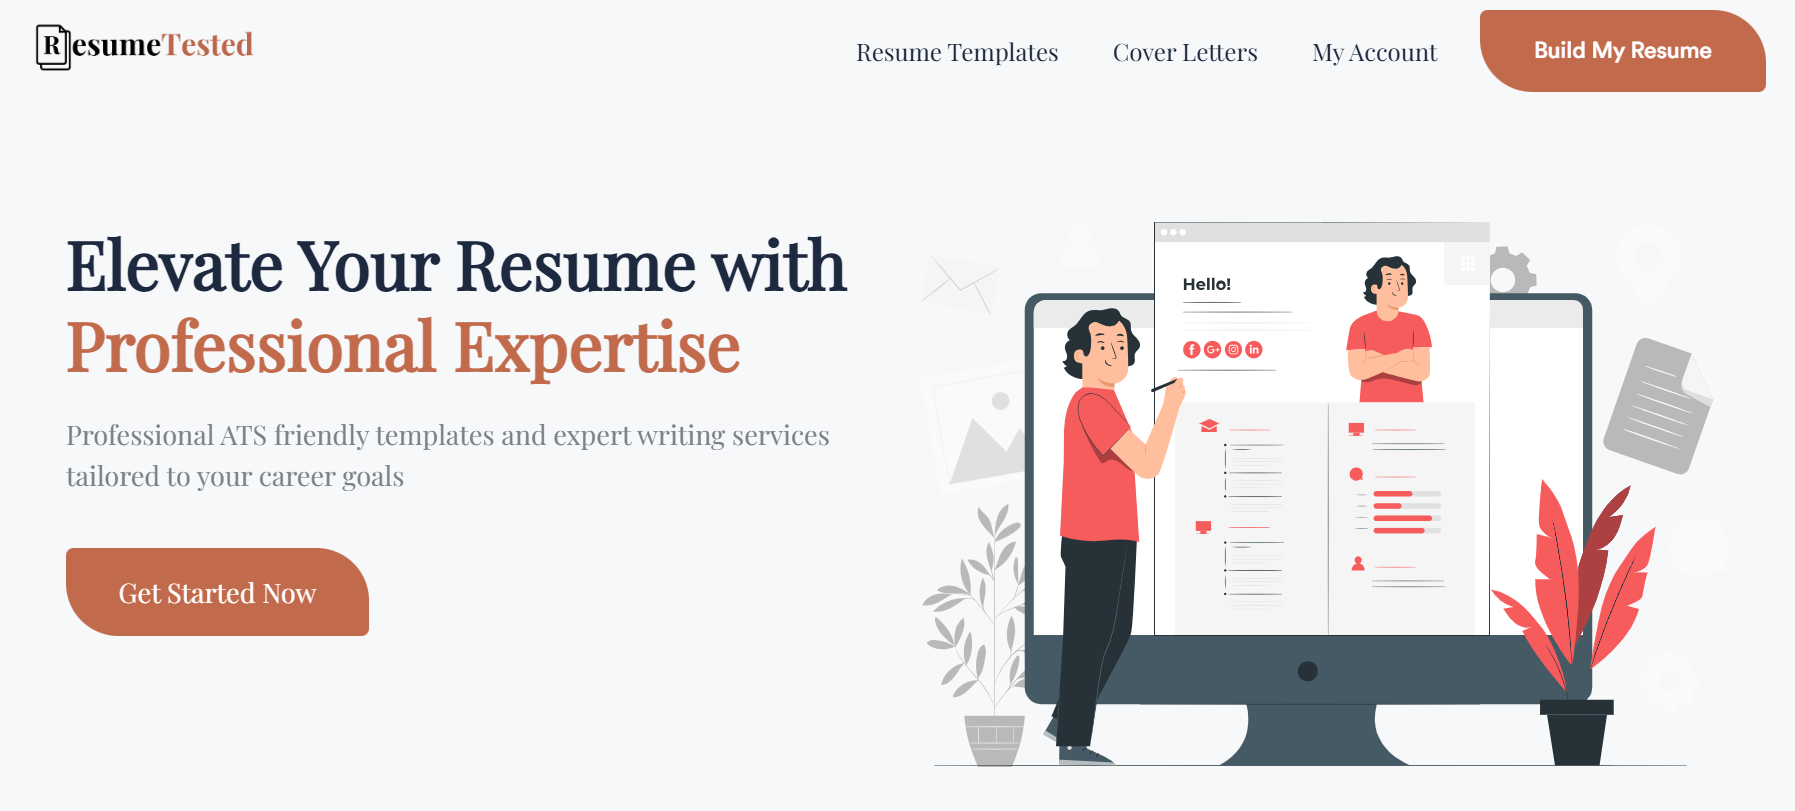 ResumeTested
Resume Templates
Cover Letters
My Account
Build My Resume
Elevate Your Resume with
Professional Expertise
Professional ATS friendly templates and expert writing services
tailored to your career goals
Get Started Now
Hello!
f
G+
in